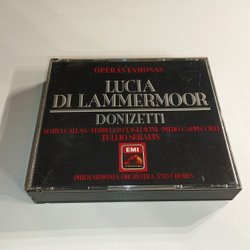 OPERAS FAMOSAS
LUCIA
DI LAMMERMOOR
DONIZETTI
MARIA CALLAS/FERRUCCIO TAGLIAVINI/PIERO CAPPUCCILLI
TULLIO SERAFIN
EMI
PHILHARMONIA ORCHESTRA AND CHORUS